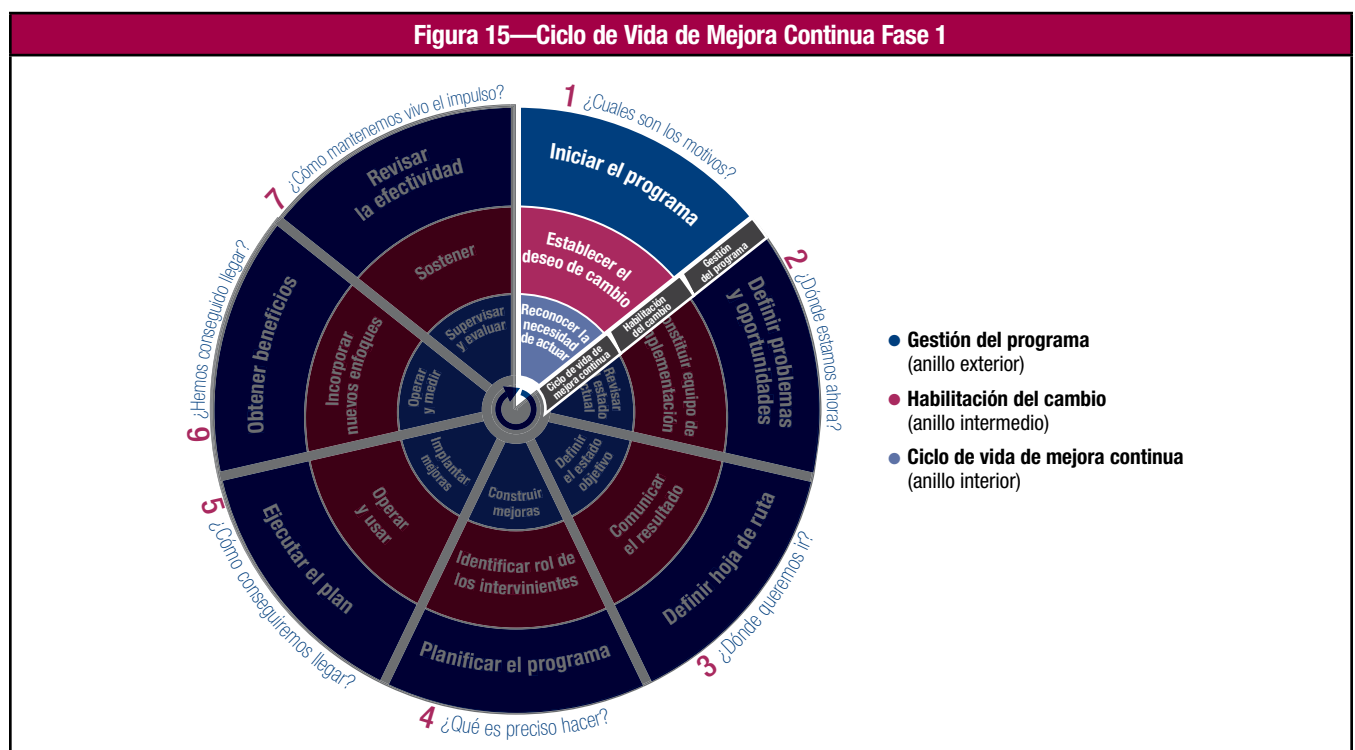 Figura 15—Ciclo de Vida de Mejora Continua Fase 1
1 ¿Cuales son los motivos?
Iniciar el programa
Establecer el
deseo de cambio
Reconocer la
necesidad
de actuar
Gestión
del programa
Habilitación
del cambio
Ciclo de vida de
mejora continua
2 ¿Dónde estamos ahora?
Definir problemas
y oportunidades
equipo de
Revisar
estado
3 ¿Dónde queremos ir?
Definir hoja de ruta
Comunicar
el resultado
Definir
el estado
objetivo
4 ¿Qué es preciso hacer?
Planificar el programa
Identificar rol de
los intervinientes
Construir
mejoras
5 ¿Cómo conseguiremos llegar?
Ejecutar el plan
Operar
y usar
Implantar
mejoras
6 ¿Hemos conseguido llegar?
Obtener beneficios
Incorporar
nuevos enfoques
Operar
y medir
7 ¿Cómo mantenemos vivo el impulso?
Revisar
la efectividad
Sostener
Supervisar
y evaluar
Gestión del programa
(anillo exterior)
Habilitación del cambio
(anillo intermedio)
Ciclo de vida de mejora continua
(anillo interior)